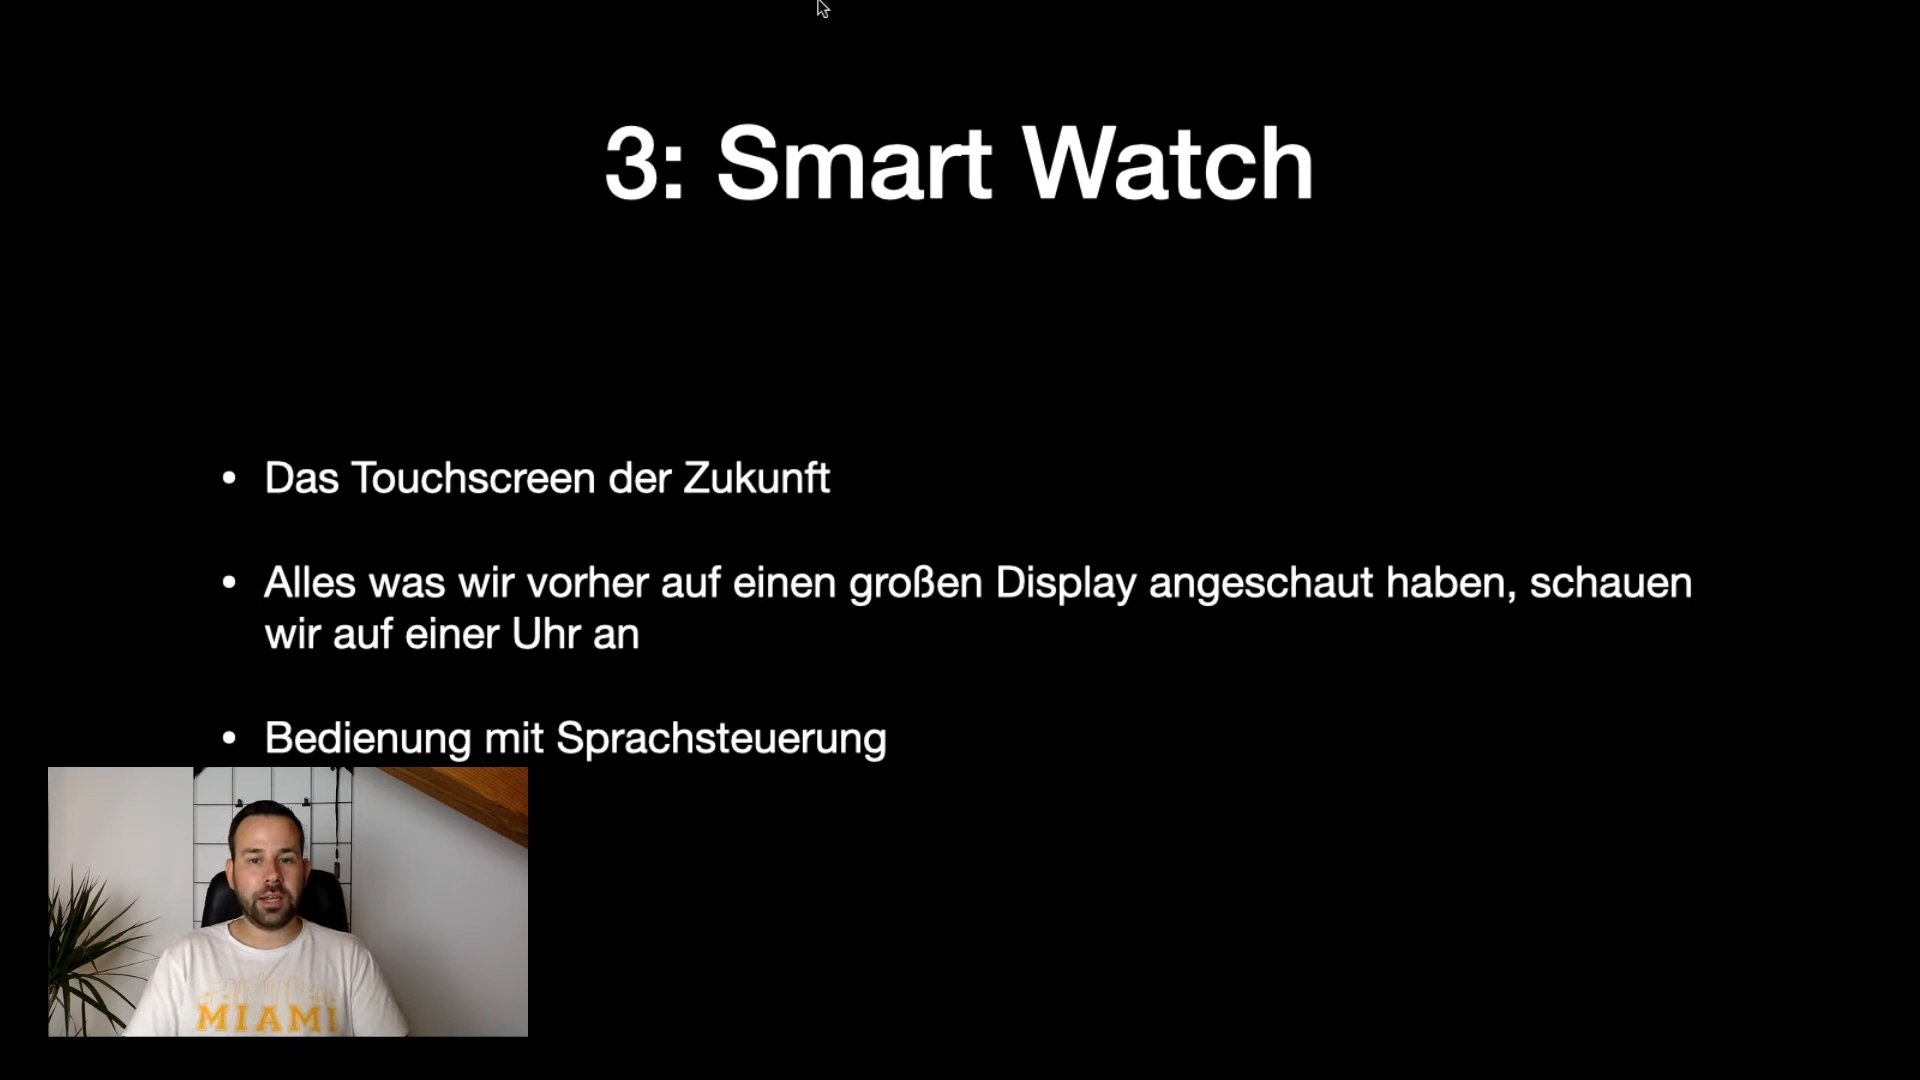 3: Smart Watch
• Das Touchscreen der Zukunft
• Alles was wir vorher auf einen großen Display angeschaut haben, schauen
wir auf einer Uhr an
• Bedienung mit Sprachsteuerung
MIAMI